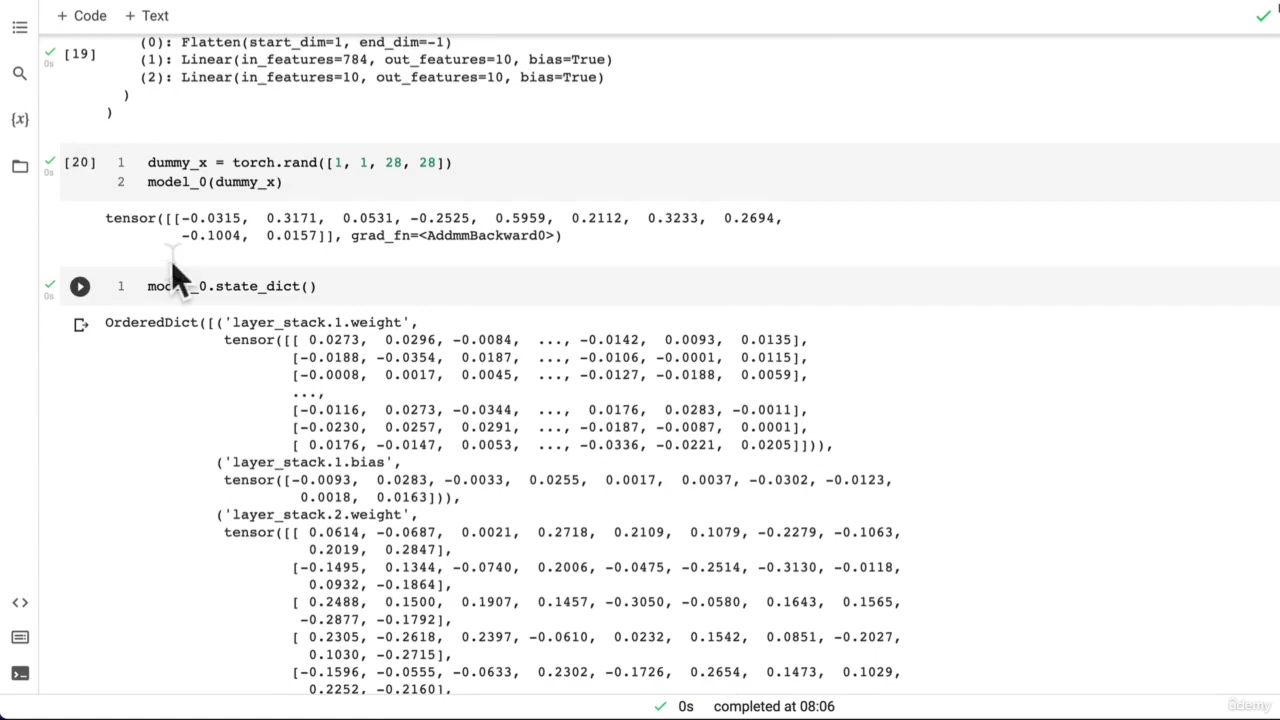 + Code + Text
(0): Flatten(start_dim=1, end_dim=-1)
[19]
0s
(1): Linear(in_features=784, out_features=10, bias=True)
(2): Linear(in_features=10, out_features=10, bias=True)
)
)
{x}
[20] 1 dummy_x = torch.rand([1, 1, 28, 28])
0s
2 model_0(dummy_x)
tensor([[-0.0315, 0.3171, 0.0531, -0.2525, 0.5959, 0.2112, 0.3233, 0.2694,
-0.1004, 0.0157]], grad_fn=<AddmmBackward0>)
1 mod_0.state_dict()
0s
OrderedDict([('layer_stack.1.weight',
tensor([[ 0.0273, 0.0296, -0.0084, ..., -0.0142, 0.0093, 0.0135],
[-0.0188, -0.0354, 0.0187, ..., -0.0106, -0.0001, 0.0115],
[-0.0008, 0.0017, 0.0045, ..., -0.0127, -0.0188, 0.0059],
...,
[-0.0116, 0.0273, -0.0344, ..., 0.0176, 0.0283, -0.0011],
[-0.0230, 0.0257, 0.0291, ..., -0.0187, -0.0087, 0.0001],
[ 0.0176, -0.0147, 0.0053, ..., -0.0336, -0.0221, 0.0205]])),
('layer_stack.1.bias',
tensor([-0.0093, 0.0283, -0.0033, 0.0255, 0.0017, 0.0037, -0.0302, -0.0123,
0.0018, 0.0163])),
('layer_stack.2.weight',
tensor([[ 0.0614, -0.0687, 0.0021, 0.2718, 0.2109, 0.1079, -0.2279, -0.1063,
0.2019, 0.2847],
[-0.1495, 0.1344, -0.0740, 0.2006, -0.0475, -0.2514, -0.3130, -0.0118,
0.0932, -0.1864],
[ 0.2488, 0.1500, 0.1907, 0.1457, -0.3050, -0.0580, 0.1643, 0.1565,
-0.2877, -0.1792],
[ 0.2305, -0.2618, 0.2397, -0.0610, 0.0232, 0.1542, 0.0851, -0.2027,
0.1030, -0.2715],
[-0.1596, -0.0555, -0.0633, 0.2302, -0.1726, 0.2654, 0.1473, 0.1029,
0.2252, -0.2160],
0s completed at 08:06
ûdemy